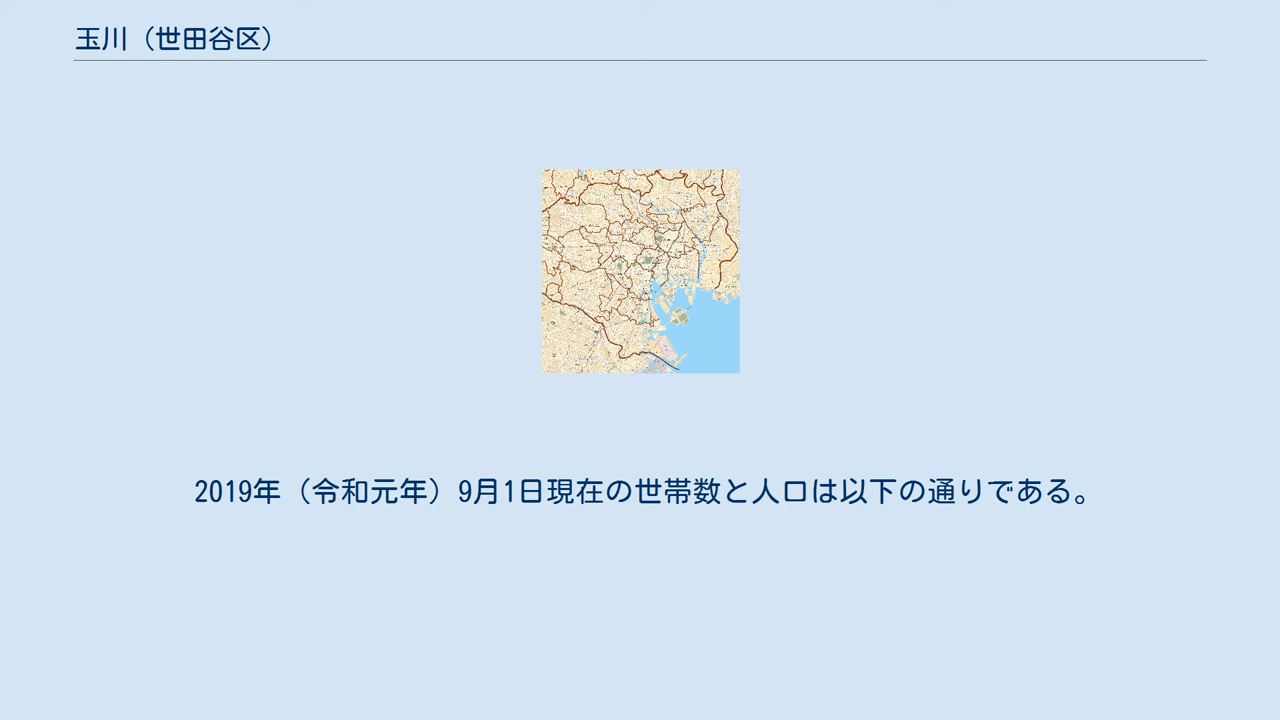 玉川（世田谷区）
2019年（令和元年）9月1日現在の世帯数と人口は以下の通りである。